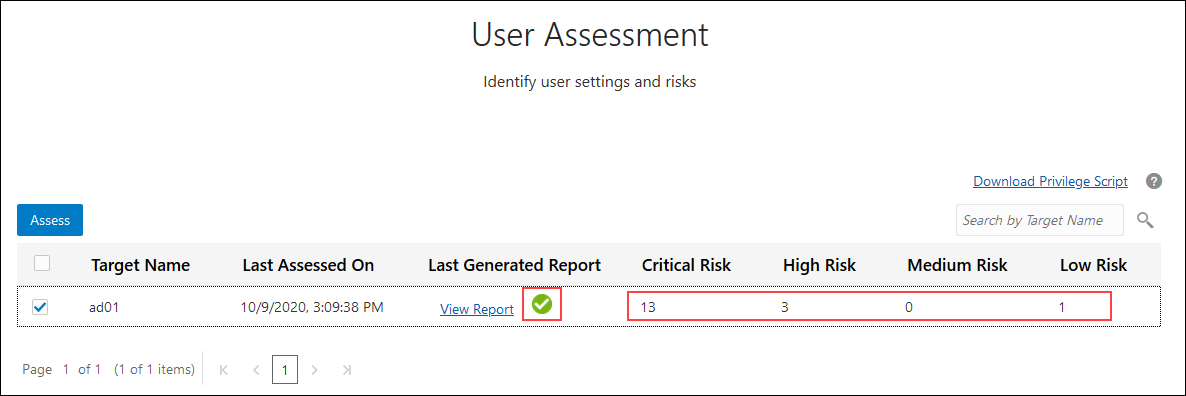 User Assessment
Identify user settings and risks
Download Privilege Script ?
Assess Search by Target Name
Target Name Last Assessed On Last Generated Report Critical Risk High Risk Medium Risk Low Risk
ad01 10/9/2020, 3:09:38 PM View Report 13 3 0 1
Page 1 of 1 (1 of 1 items) 1